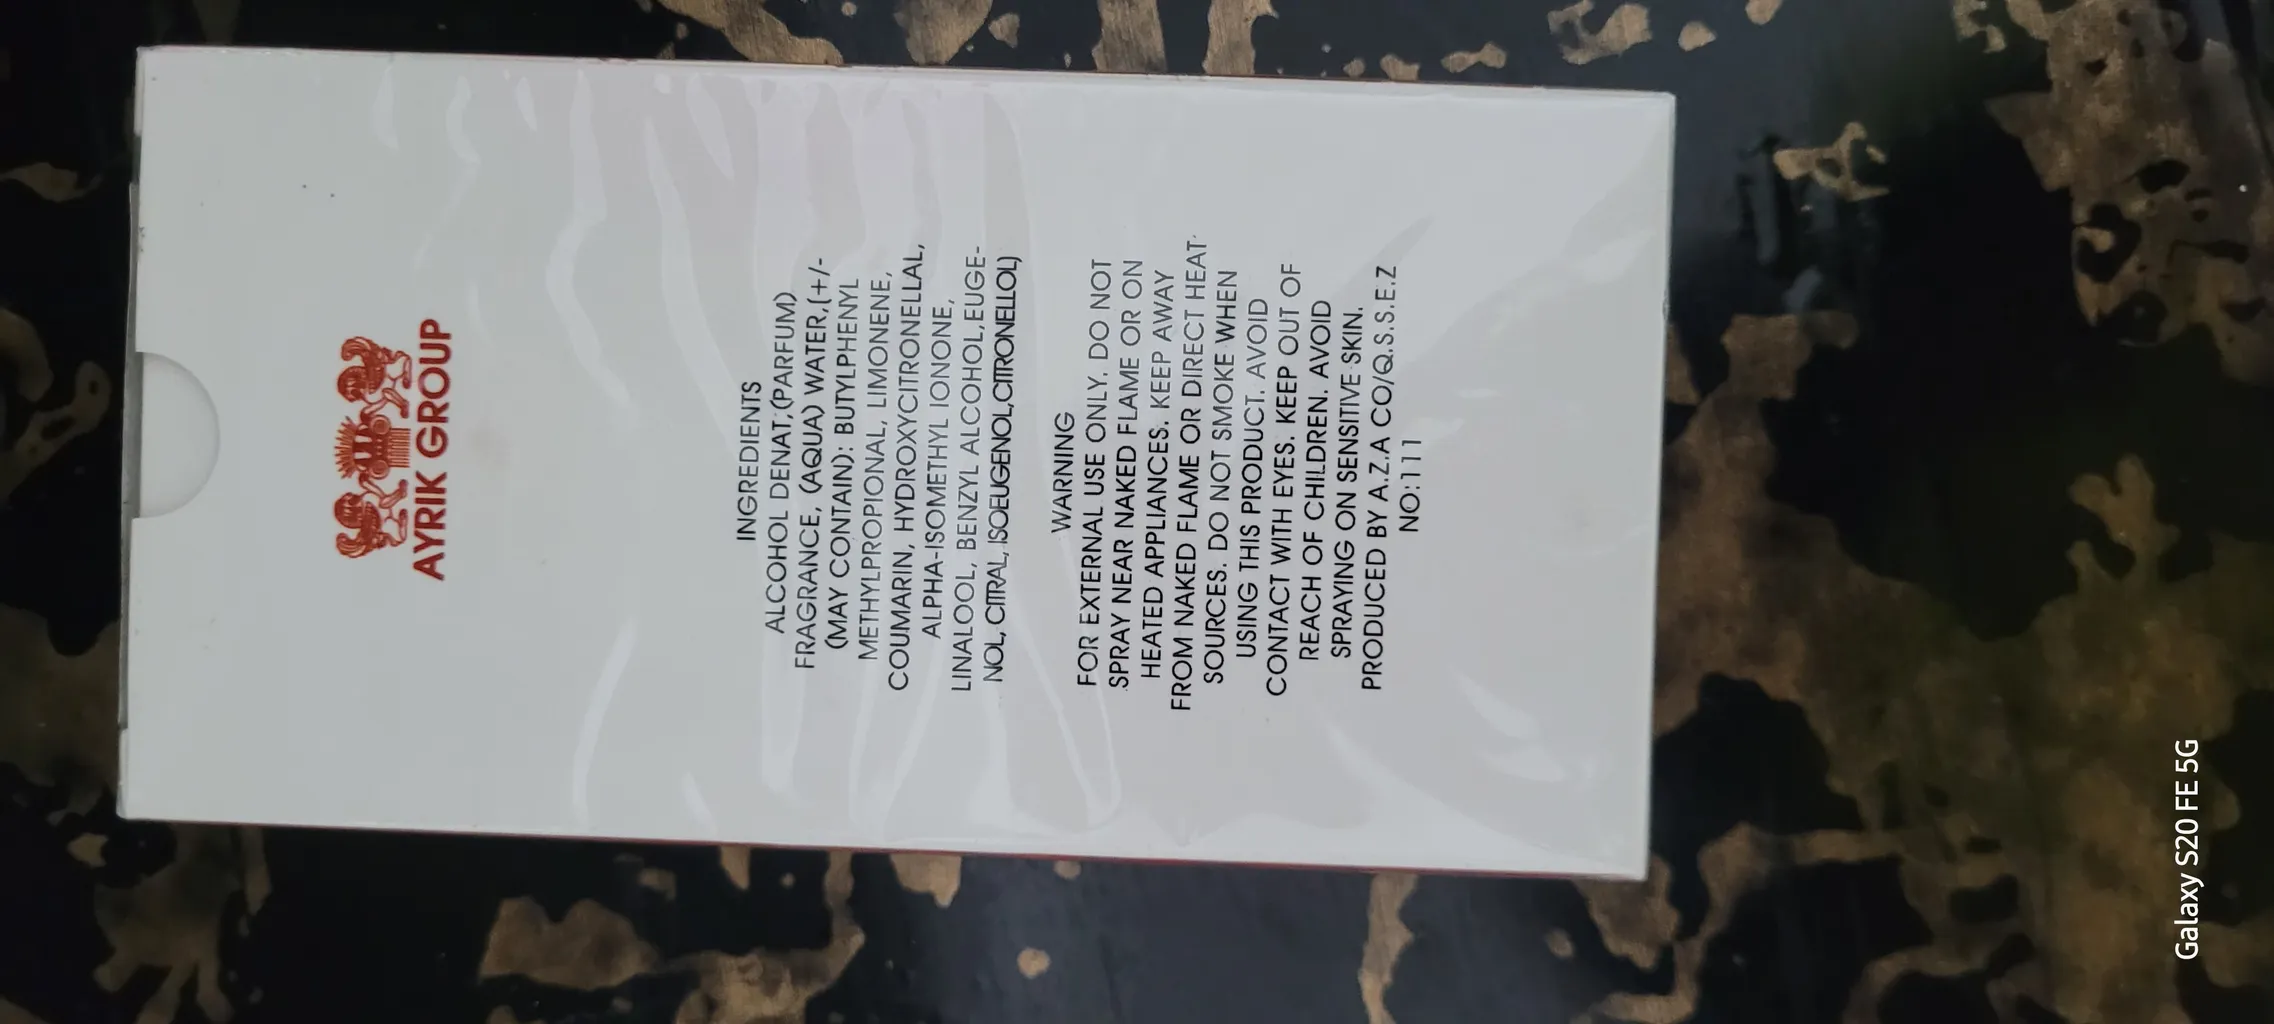 AYRIK GROUP
INGREDIENTS
ALCOHOL DENAT,(PARFUM)
FRAGRANCE, (AQUA) WATER,(+/-
(MAY CONTAIN): BUTYLPHENYL
METHYLPROPIONAL, LIMONENE,
COUMARIN, HYDROXYCITRONELLAL,
ALPHA-ISOMETHYL IONONE,
LINALOOL, BENZYL ALCOHOL,EUGE-
NOL, CITRAL, ISOEUGENOL,CITRONELLOL)
WARNING
FOR EXTERNAL USE ONLY. DO NOT
SPRAY NEAR NAKED FLAME OR ON
HEATED APPLIANCES. KEEP AWAY
FROM NAKED FLAME OR DIRECT HEAT
SOURCES. DO NOT SMOKE WHEN
USING THIS PRODUCT. AVOID
CONTACT WITH EYES. KEEP OUT OF
REACH OF CHILDREN. AVOID
SPRAYING ON SENSITIVE SKIN.
PRODUCED BY A.Z.A CO/Q.S.S.E.Z
NO:111
Galaxy S20 FE 5G